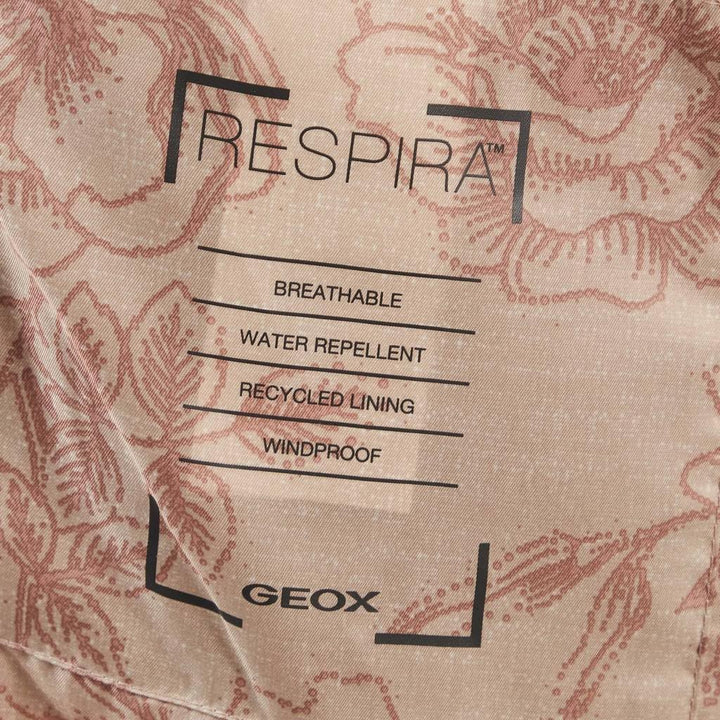 RESPIRA™
BREATHABLE
WATER REPELLENT
RECYCLED LINING
WINDPROOF
GEOX